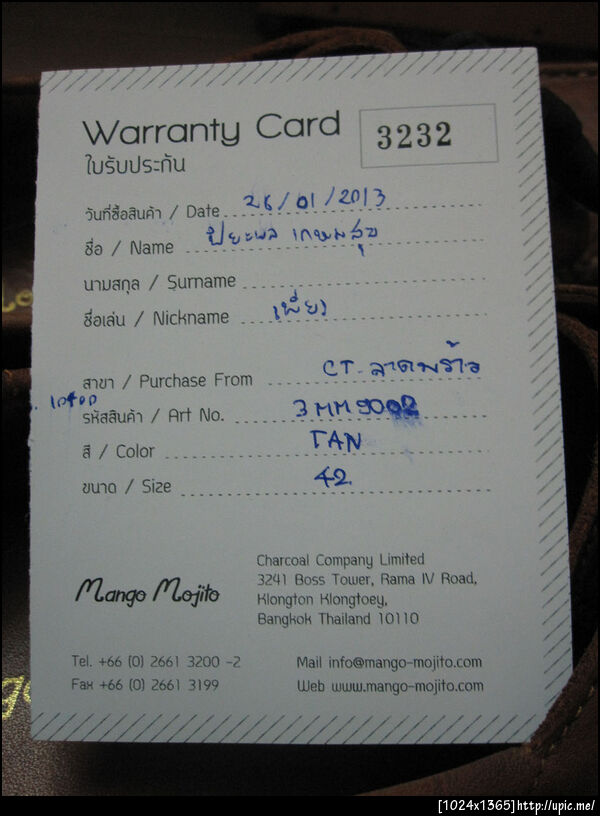 Warranty Card 3232
ใบรับประกัน
วันที่ซื้อสินค้า / Date 26/01/2013
ชื่อ / Name ปิยะพล เกษมสุข
นามสกุล / Surname
ชื่อเล่น / Nickname
สาขา / Purchase From CT-ลาดพร้าว
รหัสสินค้า / Art No. 3MM9002
สี / Color TAN
ขนาด / Size 42
Mango Mojito
Charcoal Company Limited
3241 Boss Tower, Rama IV Road,
Klongton Klongtoey,
Bangkok Thailand 10110
Tel. +66 (0) 2661 3200 -2
Fax +66 (0) 2661 3199
Mail info@mango-mojito.com
Web www.mango-mojito.com
[1024x1365]http://upic.me/